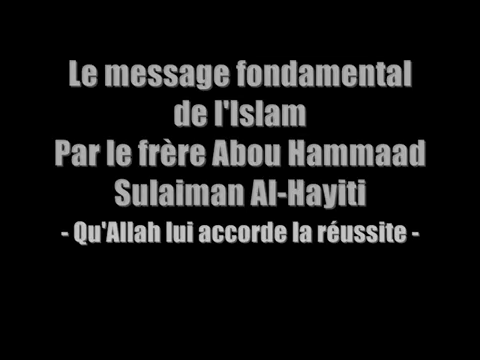 Le message fondamental
de l'Islam
Par le frère Abou Hammaad
Sulaiman Al-Hayiti
- Qu'Allah lui accorde la réussite -